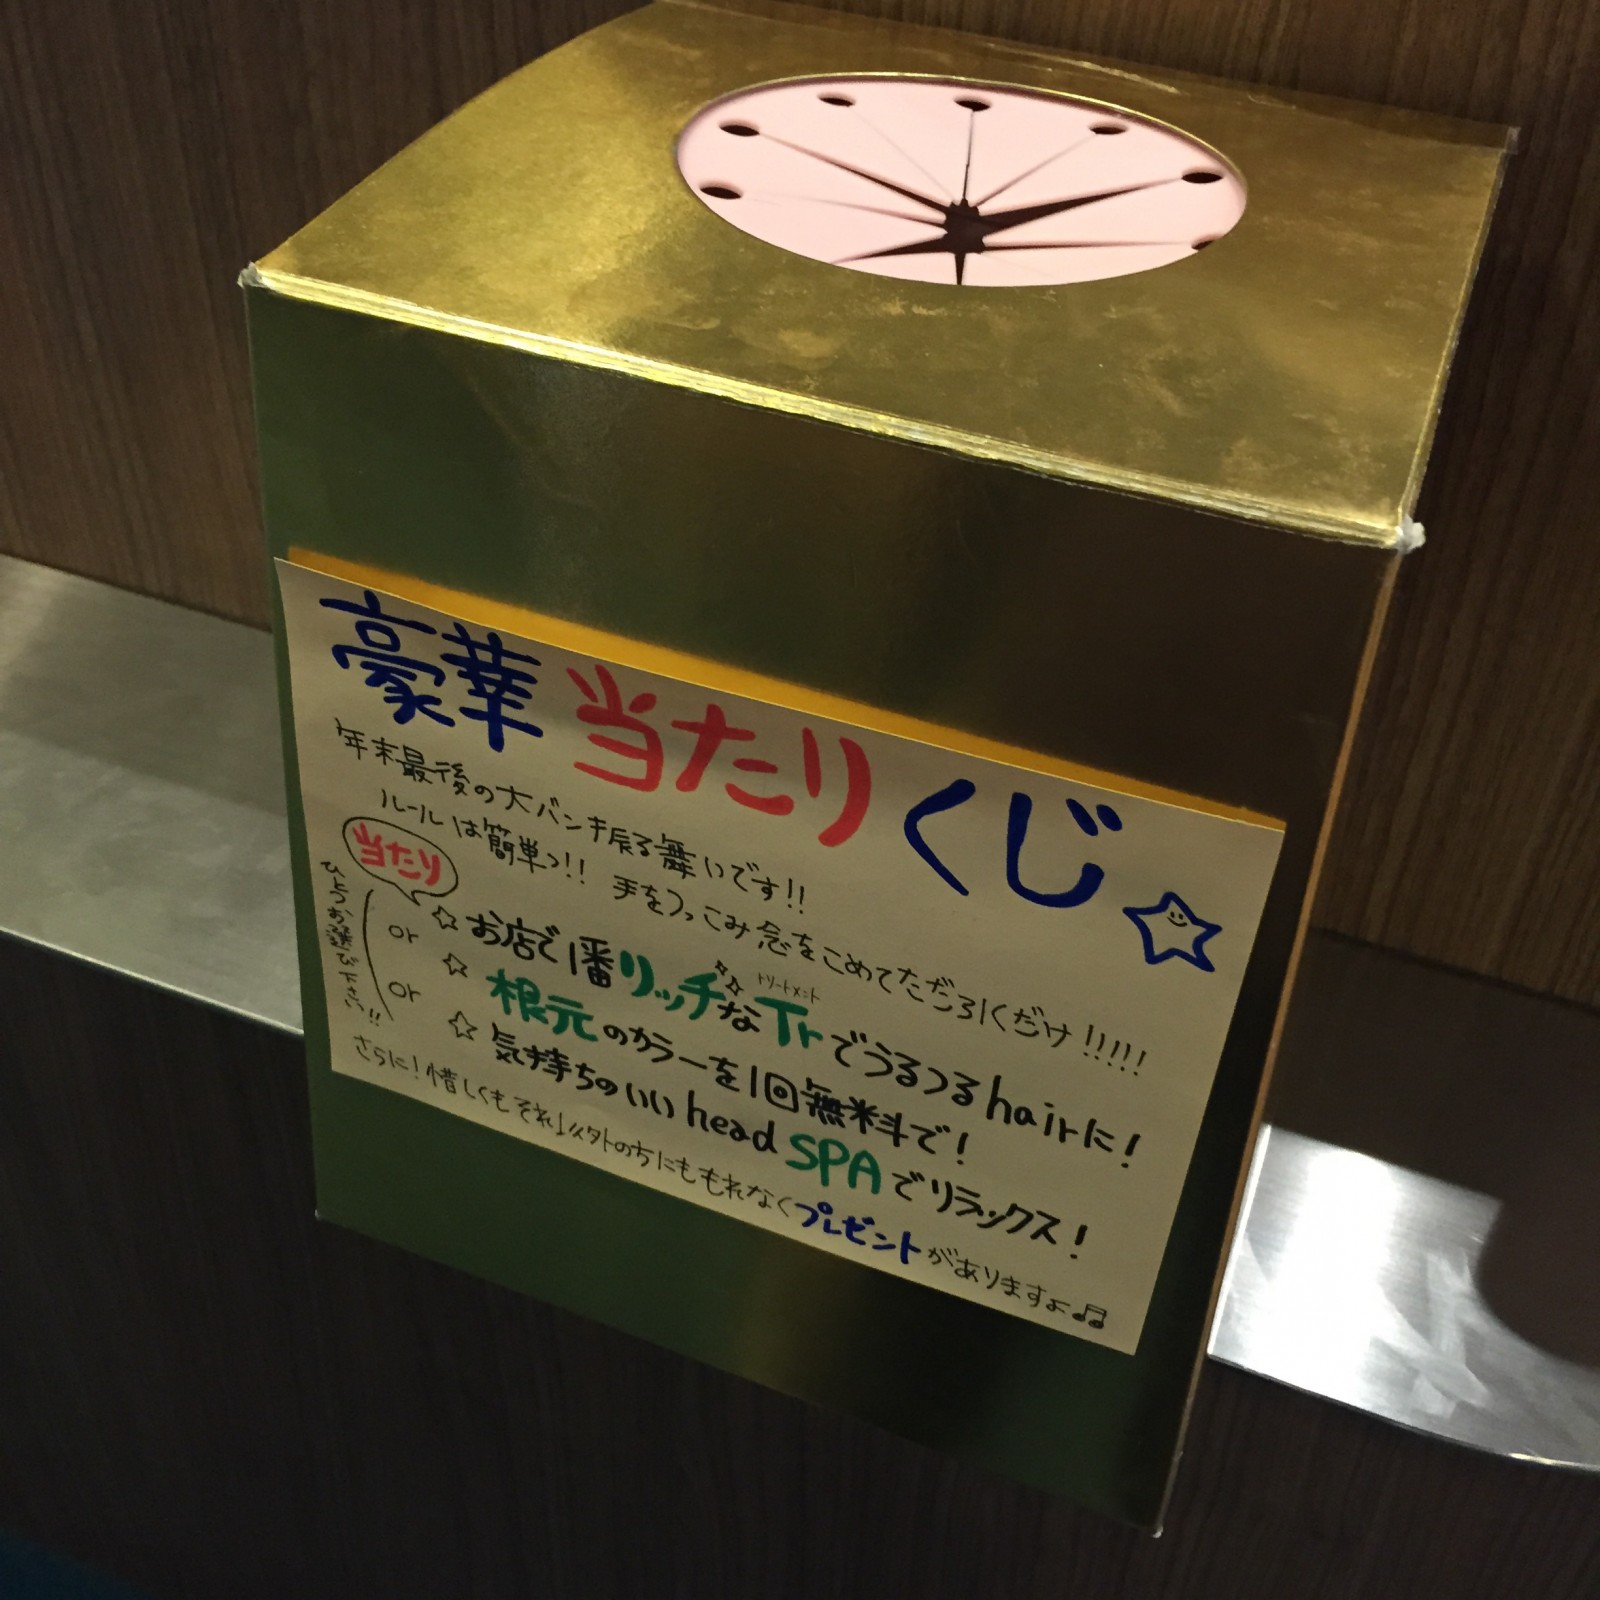 豪華 当たり くじ
年末最後の大バンキ振る舞いです!!
ルールは簡単っ!! 手をつっこみ念をこめてただ引くだけ!!!!!
当たり
ひとつお選び下さい!!
☆お店で1番リッチなTrでうるつるhairに!
トリートメント
or
☆根元のカラーを1回無料で!
or
☆気持ちのいいhead SPAでリラックス!
さらに!惜しくもそれ以外の方にももれなくプレゼントがありますよ♫